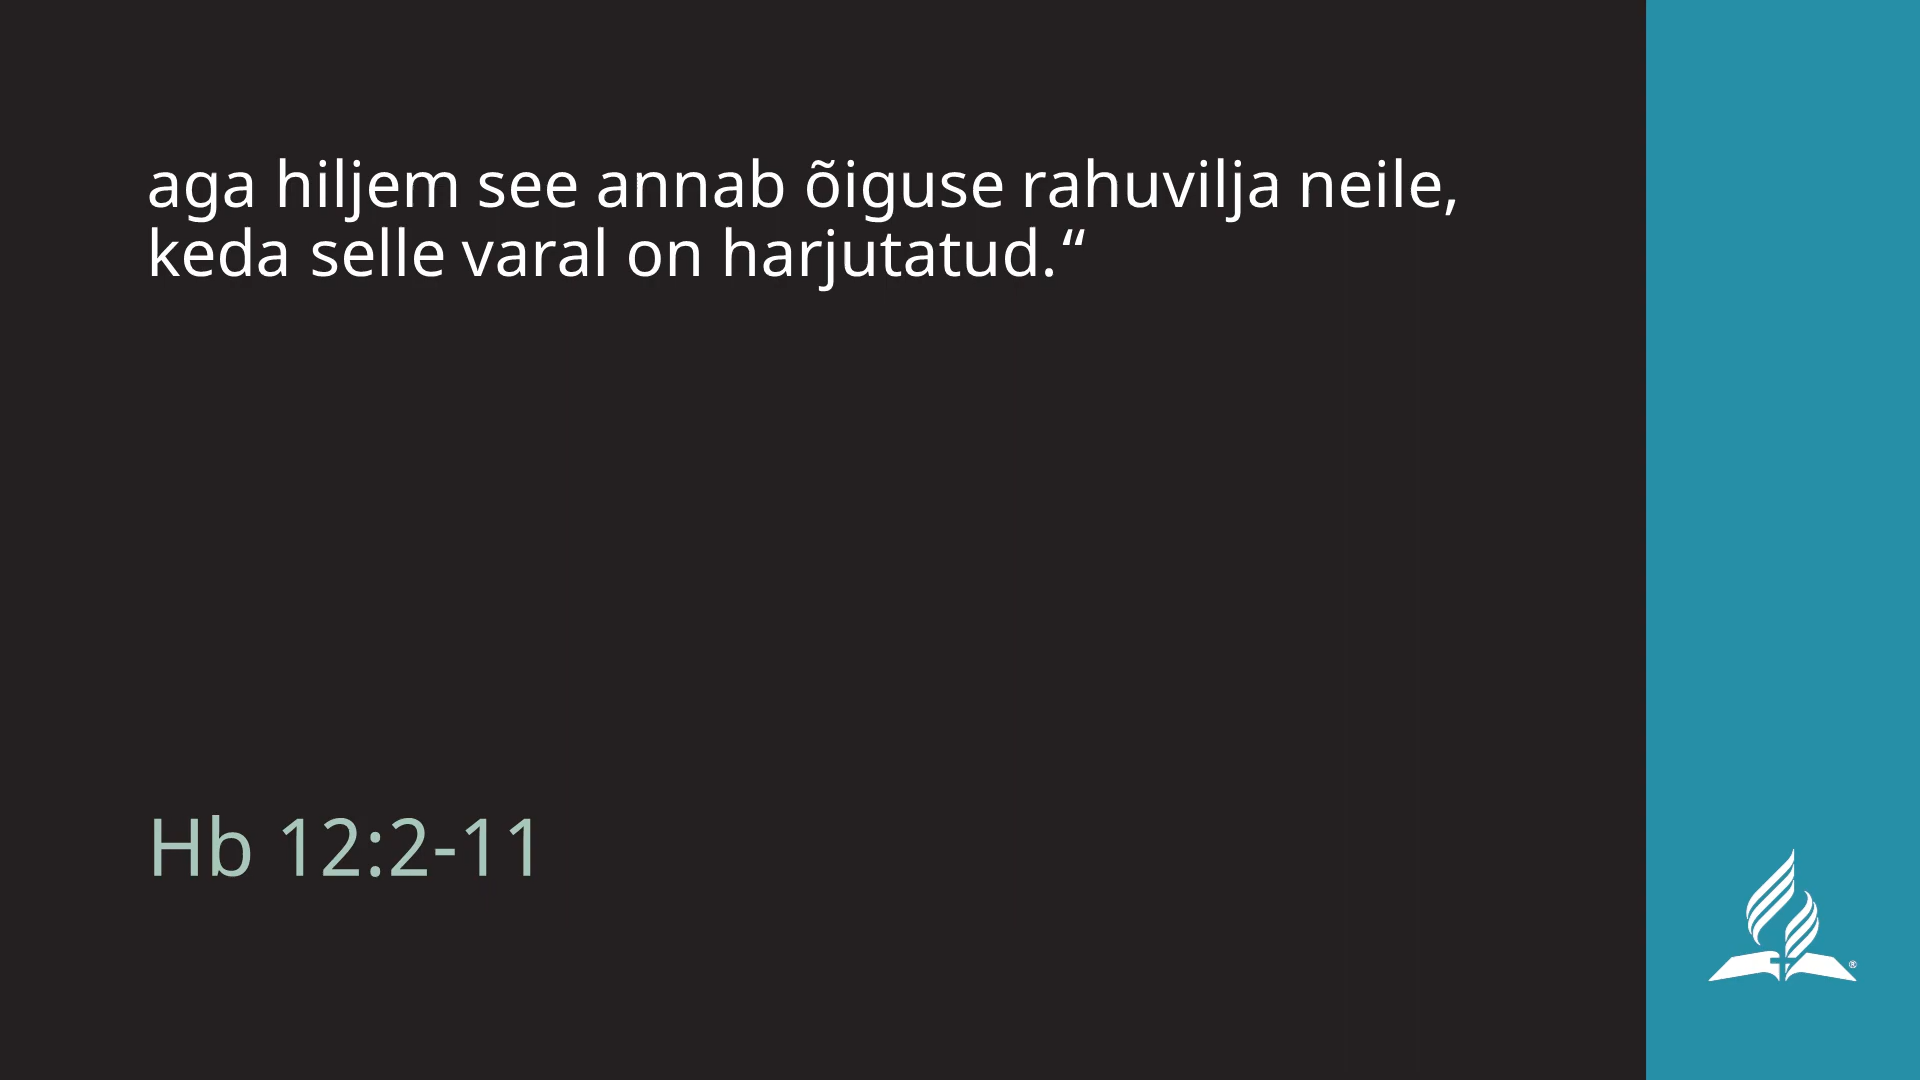 aga hiljem see annab õiguse rahuvilja neile,
keda selle varal on harjutatud.“
Hb 12:2-11
®